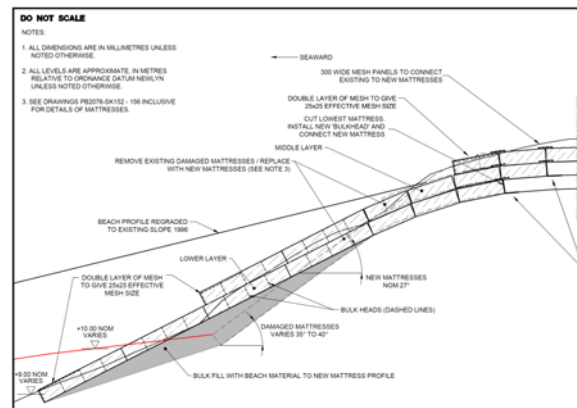 DO NOT SCALE
NOTES:
1. ALL DIMENSIONS ARE IN MILLIMETRES UNLESS
NOTED OTHERWISE.
2. ALL LEVELS ARE APPROXIMATE, IN METRES
RELATIVE TO ORDNANCE DATUM NEWLYN
UNLESS NOTED OTHERWISE.
3. SEE DRAWINGS PB2076-SK152 - 156 INCLUSIVE
FOR DETAILS OF MATTRESSES.
SEAWARD
300 WIDE MESH PANELS TO CONNECT
EXISTING TO NEW MATTRESSES
DOUBLE LAYER OF MESH TO GIVE
25x25 EFFECTIVE MESH SIZE
CUT LOWEST MATTRESS.
INSTALL NEW 'BULKHEAD' AND
CONNECT NEW MATTRESS
MIDDLE LAYER
REMOVE EXISTING DAMAGED MATTRESSES / REPLACE
WITH NEW MATTRESSES (SEE NOTE 3)
BEACH PROFILE REGRADED
TO EXISTING SLOPE 1996
LOWER LAYER
DOUBLE LAYER OF MESH
TO GIVE 25x25 EFFECTIVE
MESH SIZE
NEW MATTRESSES
NOM 27°
BULK HEADS (DASHED LINES)
+10.00 NOM
VARIES
DAMAGED MATTRESSES
VARIES 35° TO 40°
+9.00 NOM
VARIES
BULK FILL WITH BEACH MATERIAL TO NEW MATTRESS PROFILE